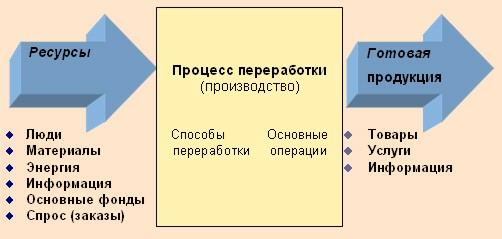 Ресурсы
Люди
Материалы
Энергия
Информация
Основные фонды
Спрос (заказы)
Процесс переработки
(производство)
Способы Основные
переработки операции
Готовая
продукция
Товары
Услуги
Информация